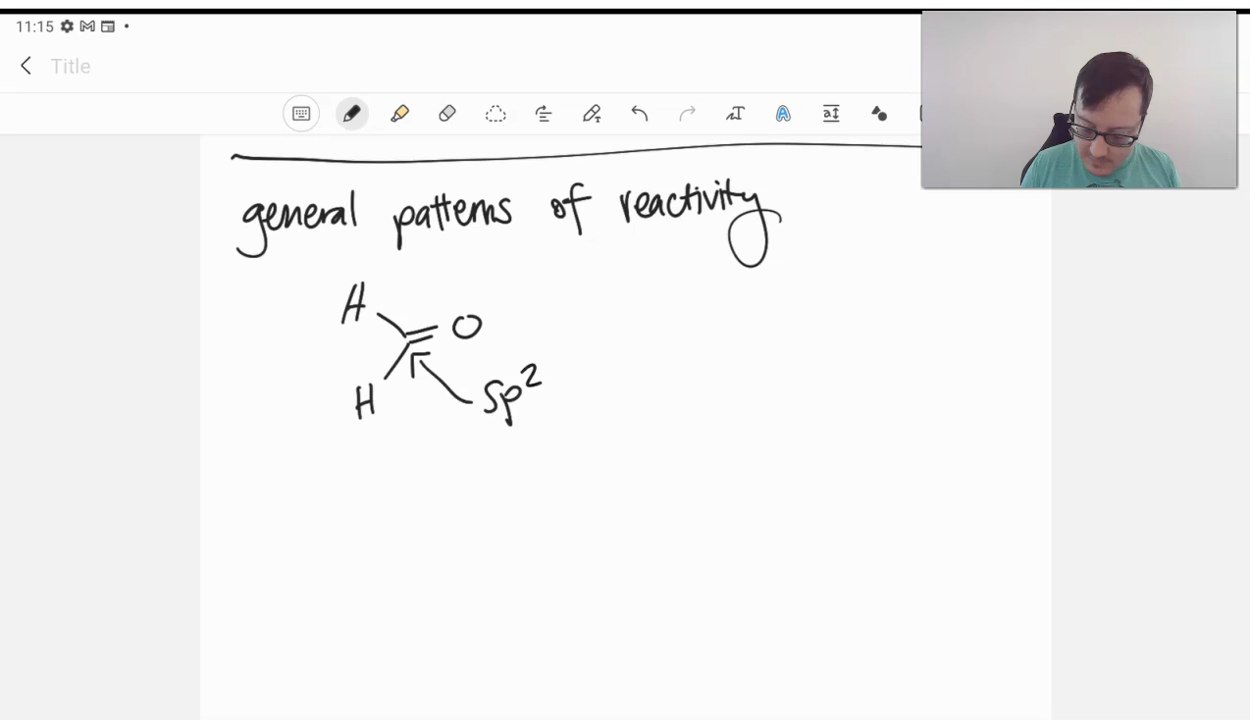 11:15
Title
general patterns of reactivity
H
O
H
Sp²